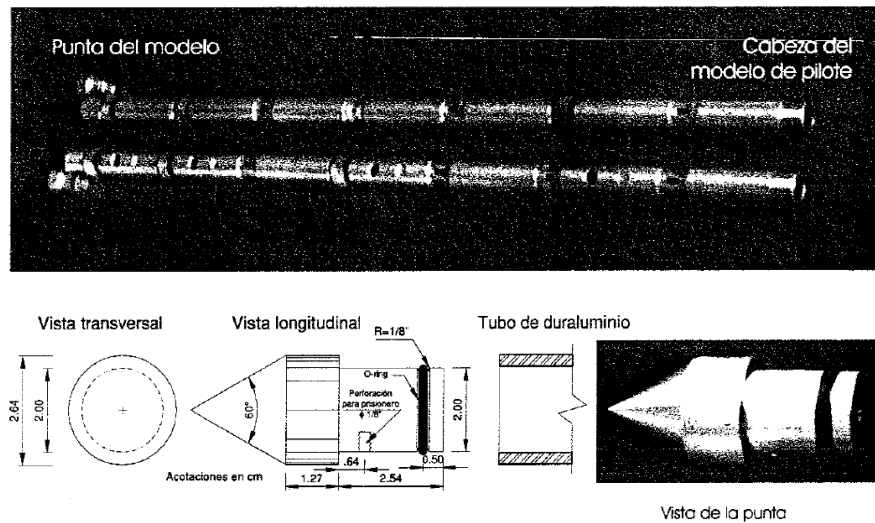 Punta del modelo
Cabeza del
modelo de pilote
Vista transversal
Vista longitudinal
Tubo de duraluminio
R=1/8"
O-ring
Perforación
para prisionero
ϕ 1/8"
60°
2.64
2.00
2.00
.64
0.50
Acotaciones en cm
1.27
2.54
Vista de la punta